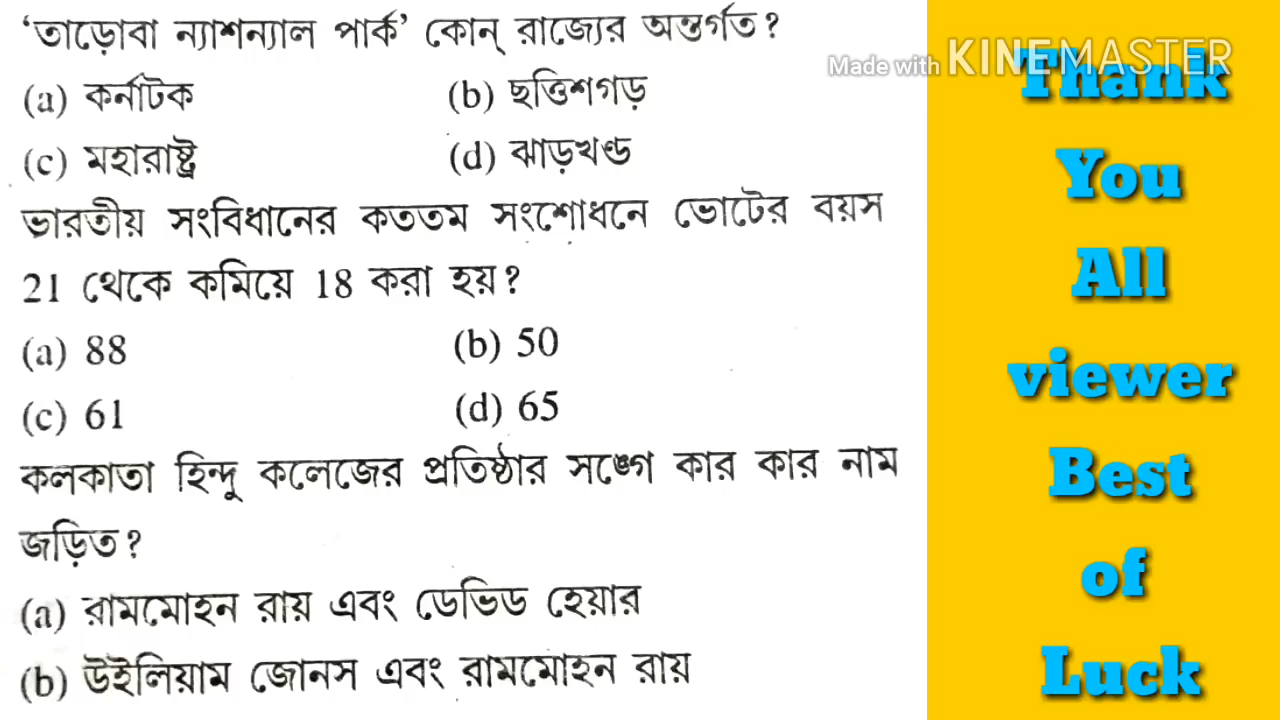 ‘তাড়োবা ন্যাশন্যাল পার্ক’ কোন্ রাজ্যের অন্তর্গত?
(a) কর্নাটক (b) ছত্তিশগড়
(c) মহারাষ্ট্র (d) ঝাড়খণ্ড
ভারতীয় সংবিধানের কততম সংশোধনে ভোটের বয়স
21 থেকে কমিয়ে 18 করা হয়?
(a) 88 (b) 50
(c) 61 (d) 65
কলকাতা হিন্দু কলেজের প্রতিষ্ঠার সঙ্গে কার কার নাম
জড়িত?
(a) রামমোহন রায় এবং ডেভিড হেয়ার
(b) উইলিয়াম জোনস এবং রামমোহন রায়
Made with KINEMASTER
Thank
You
All
viewer
Best
of
Luck